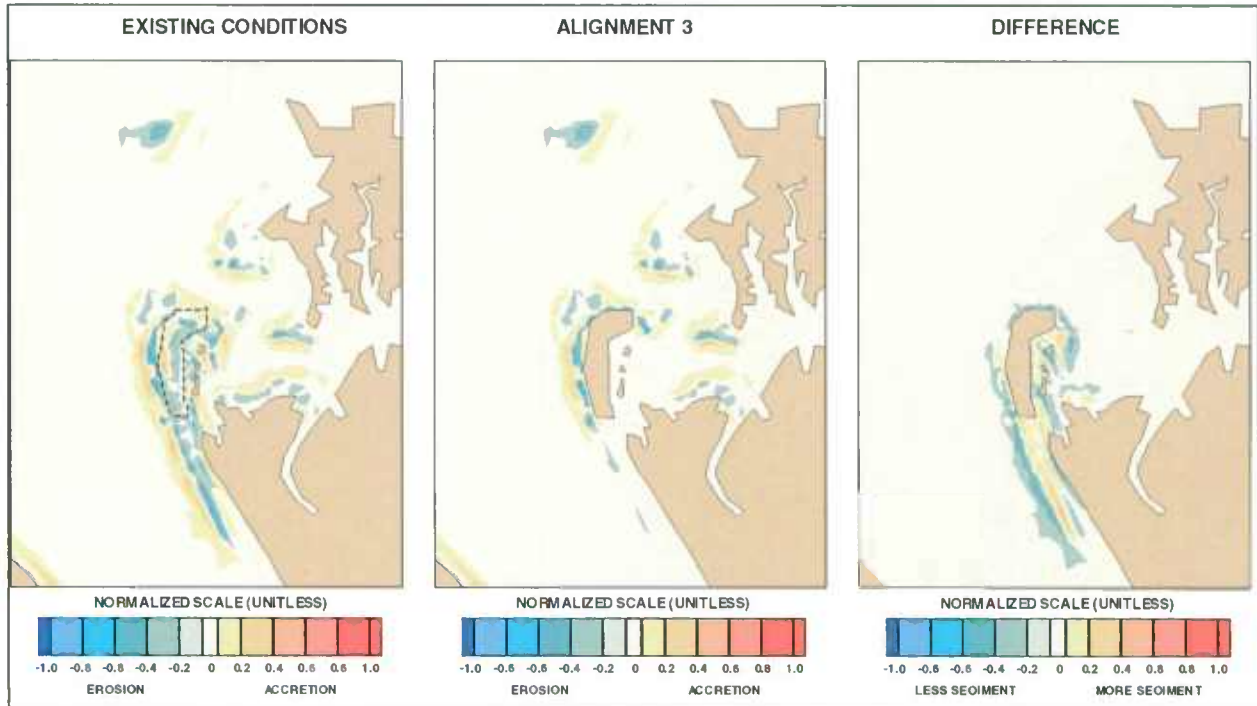 EXISTING CONDITIONS
ALIGNMENT 3
DIFFERENCE
NORMALIZED SCALE (UNITLESS)
-1.0 -0.8 -0.6 -0.4 -0.2 0 0.2 0.4 0.6 0.8 1.0
EROSION ACCRETION
NORMALIZED SCALE (UNITLESS)
-1.0 -0.8 -0.6 -0.4 -0.2 0 0.2 0.4 0.6 0.8 1.0
EROSION ACCRETION
NORMALIZED SCALE (UNITLESS)
-1.0 -0.8 -0.6 -0.4 -0.2 0 0.2 0.4 0.6 0.8 1.0
LESS SEDIMENT MORE SEDIMENT